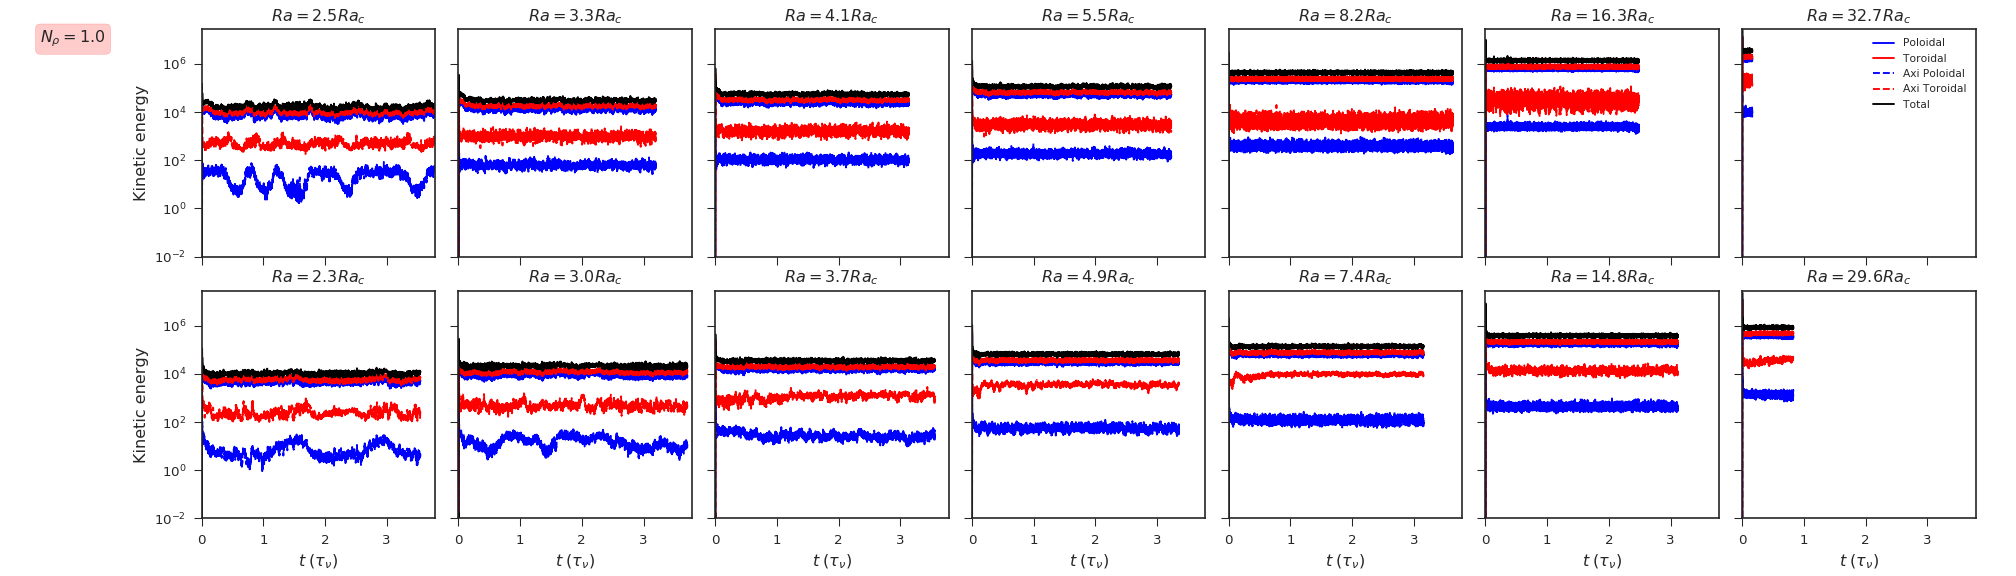 Ra = 2.5Ra_c Ra = 3.3Ra_c Ra = 4.1Ra_c Ra = 5.5Ra_c Ra = 8.2Ra_c Ra = 16.3Ra_c Ra = 32.7Ra_c
N_ρ = 1.0
Poloidal
Toroidal
Axi Poloidal
Axi Toroidal
Total
Kinetic energy
10^6
10^4
10^2
10^0
10^−2
0 1 2 3 0 1 2 3 0 1 2 3 0 1 2 3 0 1 2 3 0 1 2 3 0 1 2 3
Ra = 2.3Ra_c Ra = 3.0Ra_c Ra = 3.7Ra_c Ra = 4.9Ra_c Ra = 7.4Ra_c Ra = 14.8Ra_c Ra = 29.6Ra_c
Kinetic energy
10^6
10^4
10^2
10^0
10^−2
t (τ_ν) t (τ_ν) t (τ_ν) t (τ_ν) t (τ_ν) t (τ_ν) t (τ_ν)